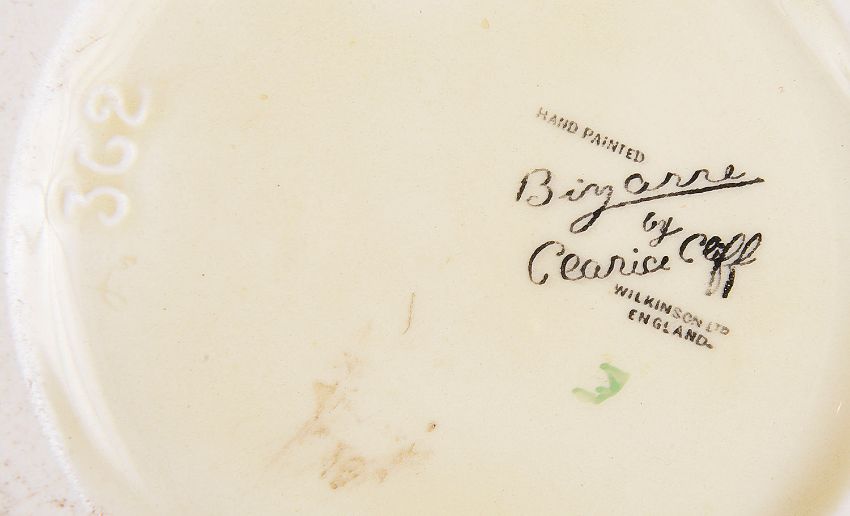 362
HAND PAINTED
Bizarre
by
Clarice Cliff
WILKINSON LTD
ENGLAND.